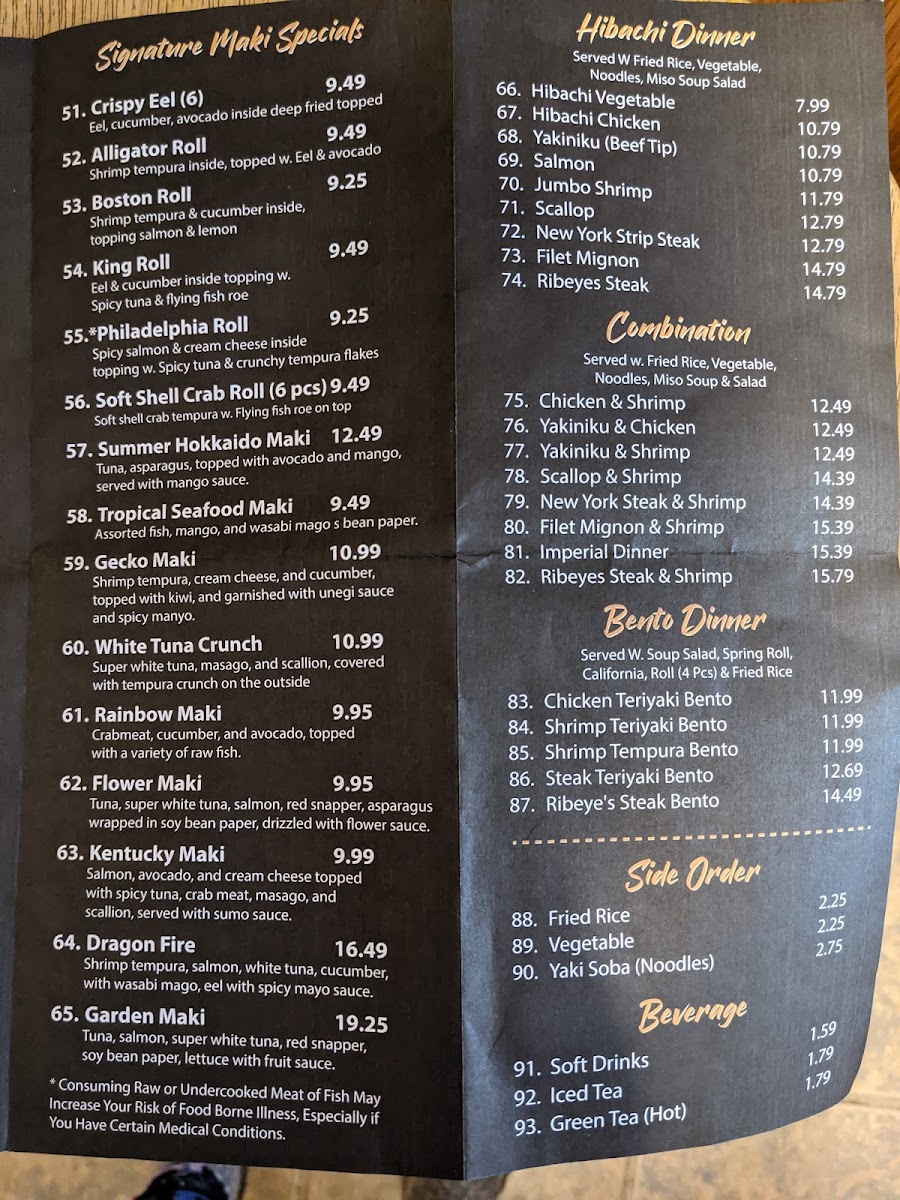 Signature Maki Specials
51. Crispy Eel (6) 9.49
Eel, cucumber, avocado inside deep fried topped
52. Alligator Roll 9.49
Shrimp tempura inside, topped w. Eel & avocado
53. Boston Roll 9.25
Shrimp tempura & cucumber inside,
topping salmon & lemon
54. King Roll 9.49
Eel & cucumber inside topping w.
Spicy tuna & flying fish roe
55.*Philadelphia Roll 9.25
Spicy salmon & cream cheese inside
topping w. Spicy tuna & crunchy tempura flakes
56. Soft Shell Crab Roll (6 pcs) 9.49
Soft shell crab tempura w. Flying fish roe on top
57. Summer Hokkaido Maki 12.49
Tuna, asparagus, topped with avocado and mango,
served with mango sauce.
58. Tropical Seafood Maki 9.49
Assorted fish, mango, and wasabi mago s bean paper.
59. Gecko Maki 10.99
Shrimp tempura, cream cheese, and cucumber,
topped with kiwi, and garnished with unegi sauce
and spicy manyo.
60. White Tuna Crunch 10.99
Super white tuna, masago, and scallion, covered
with tempura crunch on the outside
61. Rainbow Maki 9.95
Crabmeat, cucumber, and avocado, topped
with a variety of raw fish.
62. Flower Maki 9.95
Tuna, super white tuna, salmon, red snapper, asparagus
wrapped in soy bean paper, drizzled with flower sauce.
63. Kentucky Maki 9.99
Salmon, avocado, and cream cheese topped
with spicy tuna, crab meat, masago, and
scallion, served with sumo sauce.
64. Dragon Fire 16.49
Shrimp tempura, salmon, white tuna, cucumber,
with wasabi mago, eel with spicy mayo sauce.
65. Garden Maki 19.25
Tuna, salmon, super white tuna, red snapper,
soy bean paper, lettuce with fruit sauce.
* Consuming Raw or Undercooked Meat of Fish May
Increase Your Risk of Food Borne Illness, Especially if
You Have Certain Medical Conditions.
Hibachi Dinner
Served W Fried Rice, Vegetable,
Noodles, Miso Soup Salad
66. Hibachi Vegetable 7.99
67. Hibachi Chicken 10.79
68. Yakiniku (Beef Tip) 10.79
69. Salmon 10.79
70. Jumbo Shrimp 11.79
71. Scallop 12.79
72. New York Strip Steak 12.79
73. Filet Mignon 14.79
74. Ribeyes Steak 14.79
Combination
Served w. Fried Rice, Vegetable,
Noodles, Miso Soup & Salad
75. Chicken & Shrimp 12.49
76. Yakiniku & Chicken 12.49
77. Yakiniku & Shrimp 12.49
78. Scallop & Shrimp 14.39
79. New York Steak & Shrimp 14.39
80. Filet Mignon & Shrimp 15.39
81. Imperial Dinner 15.39
82. Ribeyes Steak & Shrimp 15.79
Bento Dinner
Served W. Soup Salad, Spring Roll,
California, Roll (4 Pcs) & Fried Rice
83. Chicken Teriyaki Bento 11.99
84. Shrimp Teriyaki Bento 11.99
85. Shrimp Tempura Bento 11.99
86. Steak Teriyaki Bento 12.69
87. Ribeye's Steak Bento 14.49
Side Order
88. Fried Rice 2.25
89. Vegetable 2.25
90. Yaki Soba (Noodles) 2.75
Beverage
91. Soft Drinks 1.59
92. Iced Tea 1.79
93. Green Tea (Hot) 1.79